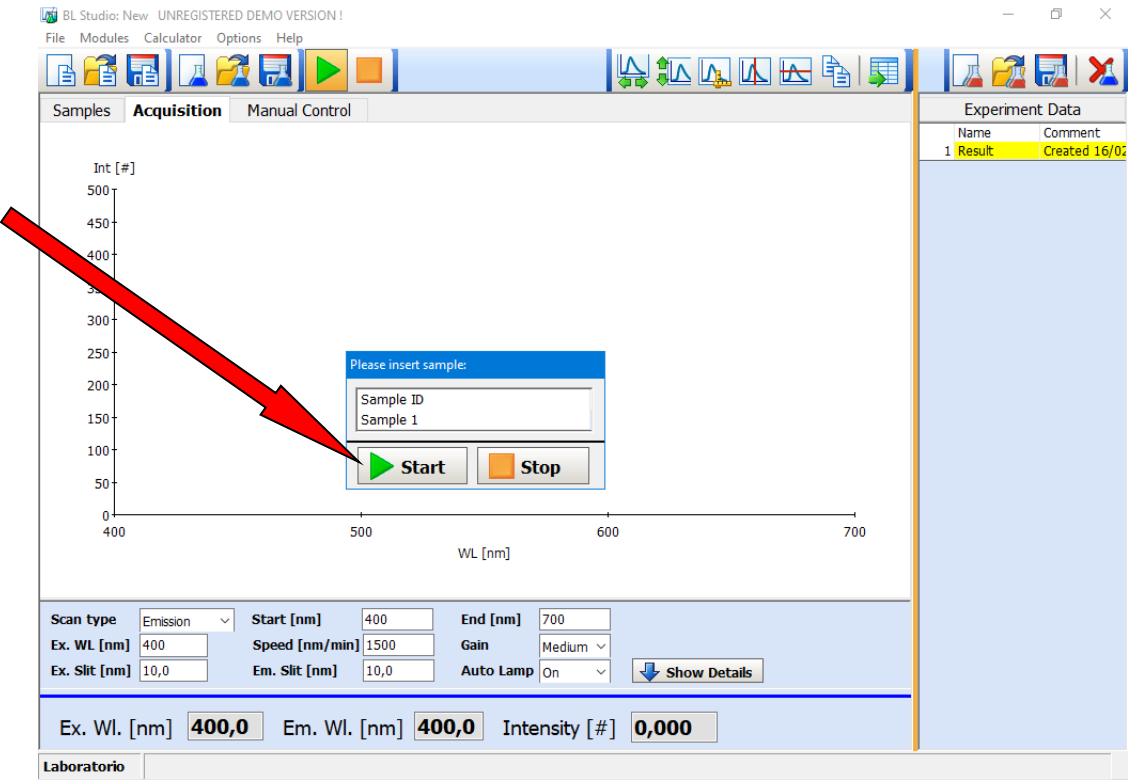 BL Studio: New UNREGISTERED DEMO VERSION !
File Modules Calculator Options Help
Samples Acquisition Manual Control
Experiment Data
Name Comment
1 Result Created 16/02
Int [#]
500
450
400
300
250
200
150
100
50
0
400 500 600 700
WL [nm]
Please insert sample:
Sample ID
Sample 1
Start Stop
Scan type Emission Start [nm] 400 End [nm] 700
Ex. WL [nm] 400 Speed [nm/min] 1500 Gain Medium
Ex. Slit [nm] 10,0 Em. Slit [nm] 10,0 Auto Lamp On Show Details
Ex. Wl. [nm] 400,0 Em. Wl. [nm] 400,0 Intensity [#] 0,000
Laboratorio